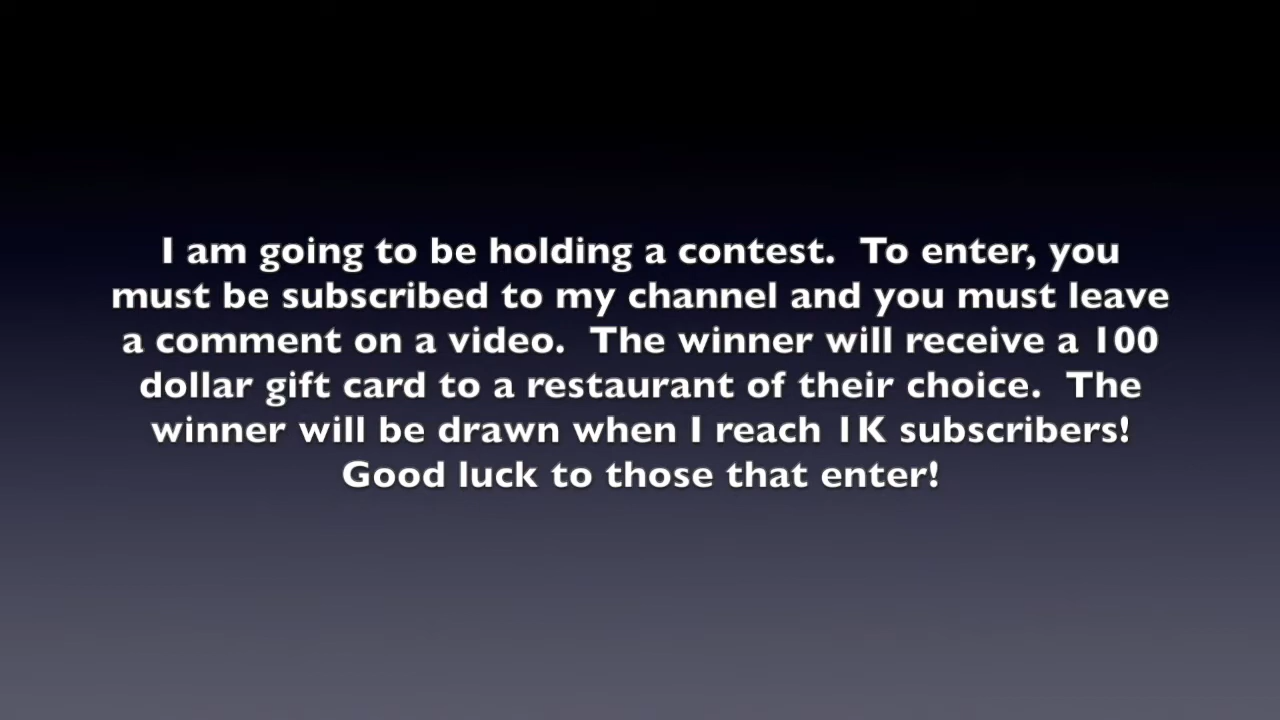 I am going to be holding a contest.  To enter, you
must be subscribed to my channel and you must leave
a comment on a video.  The winner will receive a 100
dollar gift card to a restaurant of their choice.  The
winner will be drawn when I reach 1K subscribers!
Good luck to those that enter!